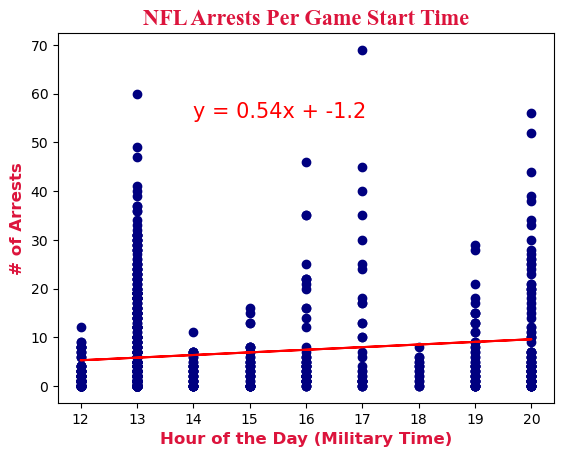 NFL Arrests Per Game Start Time
70
60
50
40
30
20
10
0
# of Arrests
y = 0.54x + -1.2
12 13 14 15 16 17 18 19 20
Hour of the Day (Military Time)